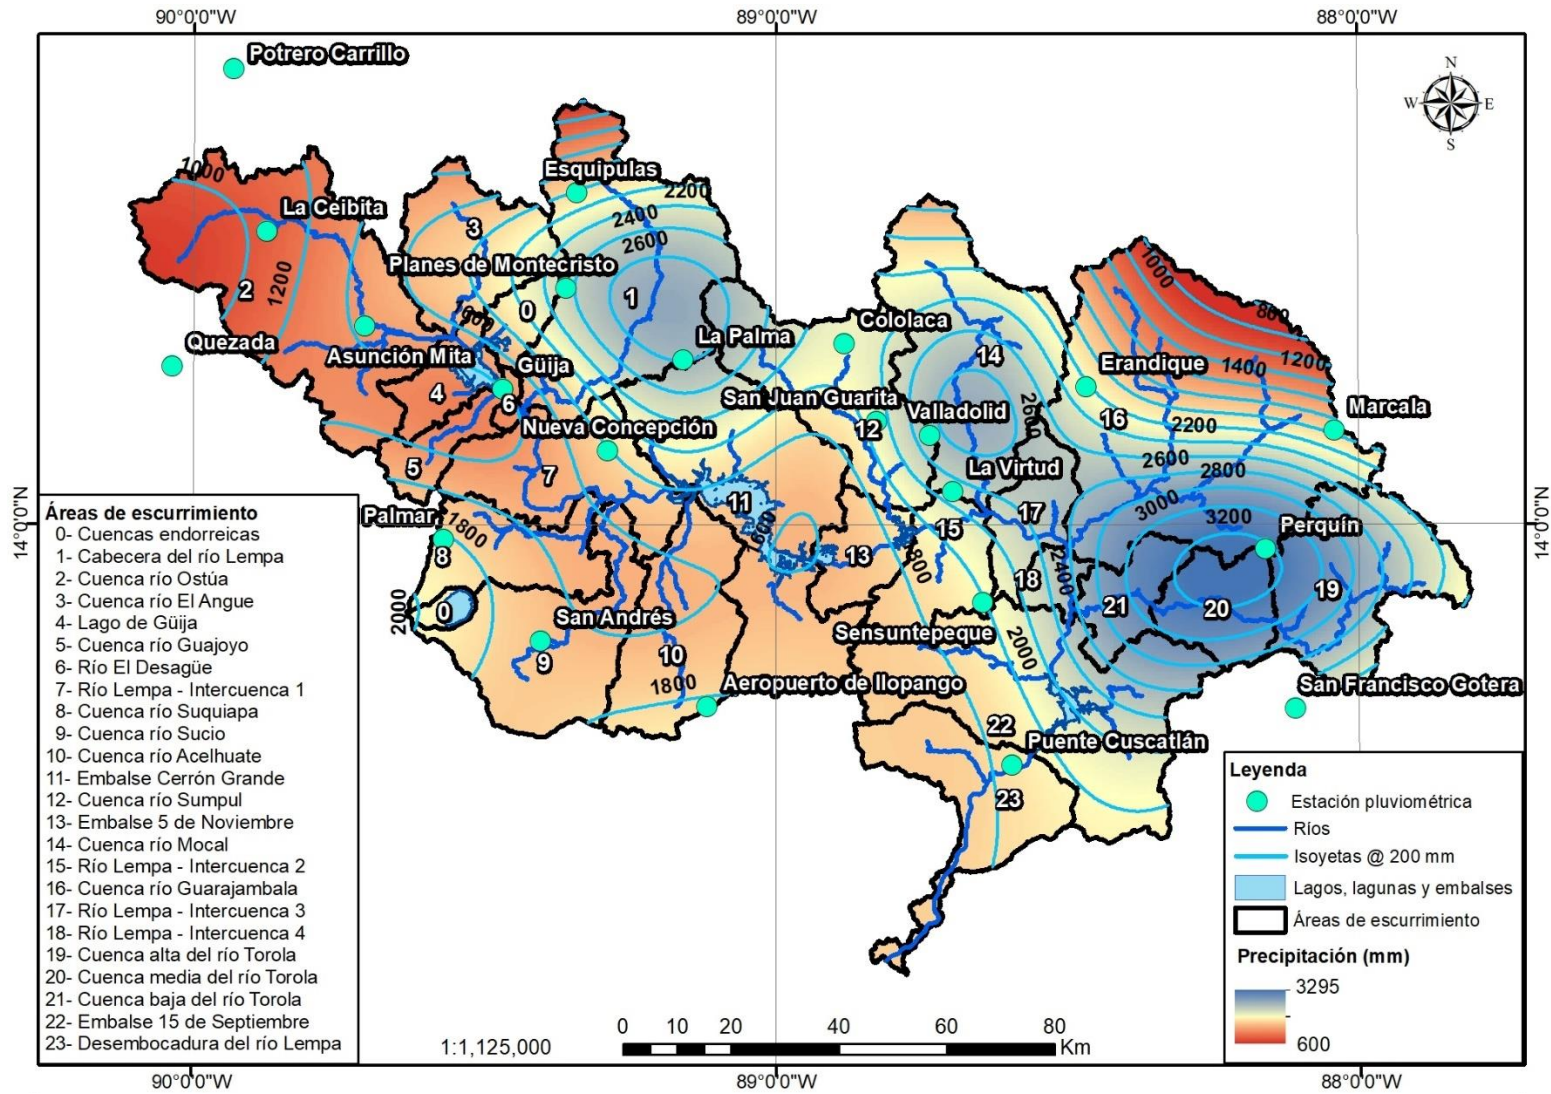 90°0'0"W
89°0'0"W
88°0'0"W
Potrero Carrillo
N
W
E
S
1000
Esquipulas
2200
La Ceibita
2400
3
2600
1000
Planes de Montecristo
800
2
1200
0
1
1600
Cololaca
1200
Quezada
La Palma
14
Erandique
1400
Asunción Mita
Güija
4
San Juan Guarita
6
Valladolid
2600
16
Marcala
Nueva Concepción
12
2200
5
7
La Virtud
2600
2800
11
3000
14°0'0"N
14°0'0"N
Palmar
1800
1600
15
17
3200
Perquín
8
13
1800
2400
18
19
2000
0
21
20
San Andrés
Sensuntepeque
9
10
2000
1800
Aeropuerto de Ilopango
San Francisco Gotera
22
Puente Cuscatlán
23
Áreas de escurrimiento
0- Cuencas endorreicas
1- Cabecera del río Lempa
2- Cuenca río Ostúa
3- Cuenca río El Angue
4- Lago de Güija
5- Cuenca río Guajoyo
6- Río El Desagüe
7- Río Lempa - Intercuenca 1
8- Cuenca río Suquiapa
9- Cuenca río Sucio
10- Cuenca río Acelhuate
11- Embalse Cerrón Grande
12- Cuenca río Sumpul
13- Embalse 5 de Noviembre
14- Cuenca río Mocal
15- Río Lempa - Intercuenca 2
16- Cuenca río Guarajambala
17- Río Lempa - Intercuenca 3
18- Río Lempa - Intercuenca 4
19- Cuenca alta del río Torola
20- Cuenca media del río Torola
21- Cuenca baja del río Torola
22- Embalse 15 de Septiembre
23- Desembocadura del río Lempa
Leyenda
Estación pluviométrica
Ríos
Isoyetas @ 200 mm
Lagos, lagunas y embalses
Áreas de escurrimiento
Precipitación (mm)
3295
600
1:1,125,000
0 10 20 40 60 80
Km
90°0'0"W
89°0'0"W
88°0'0"W